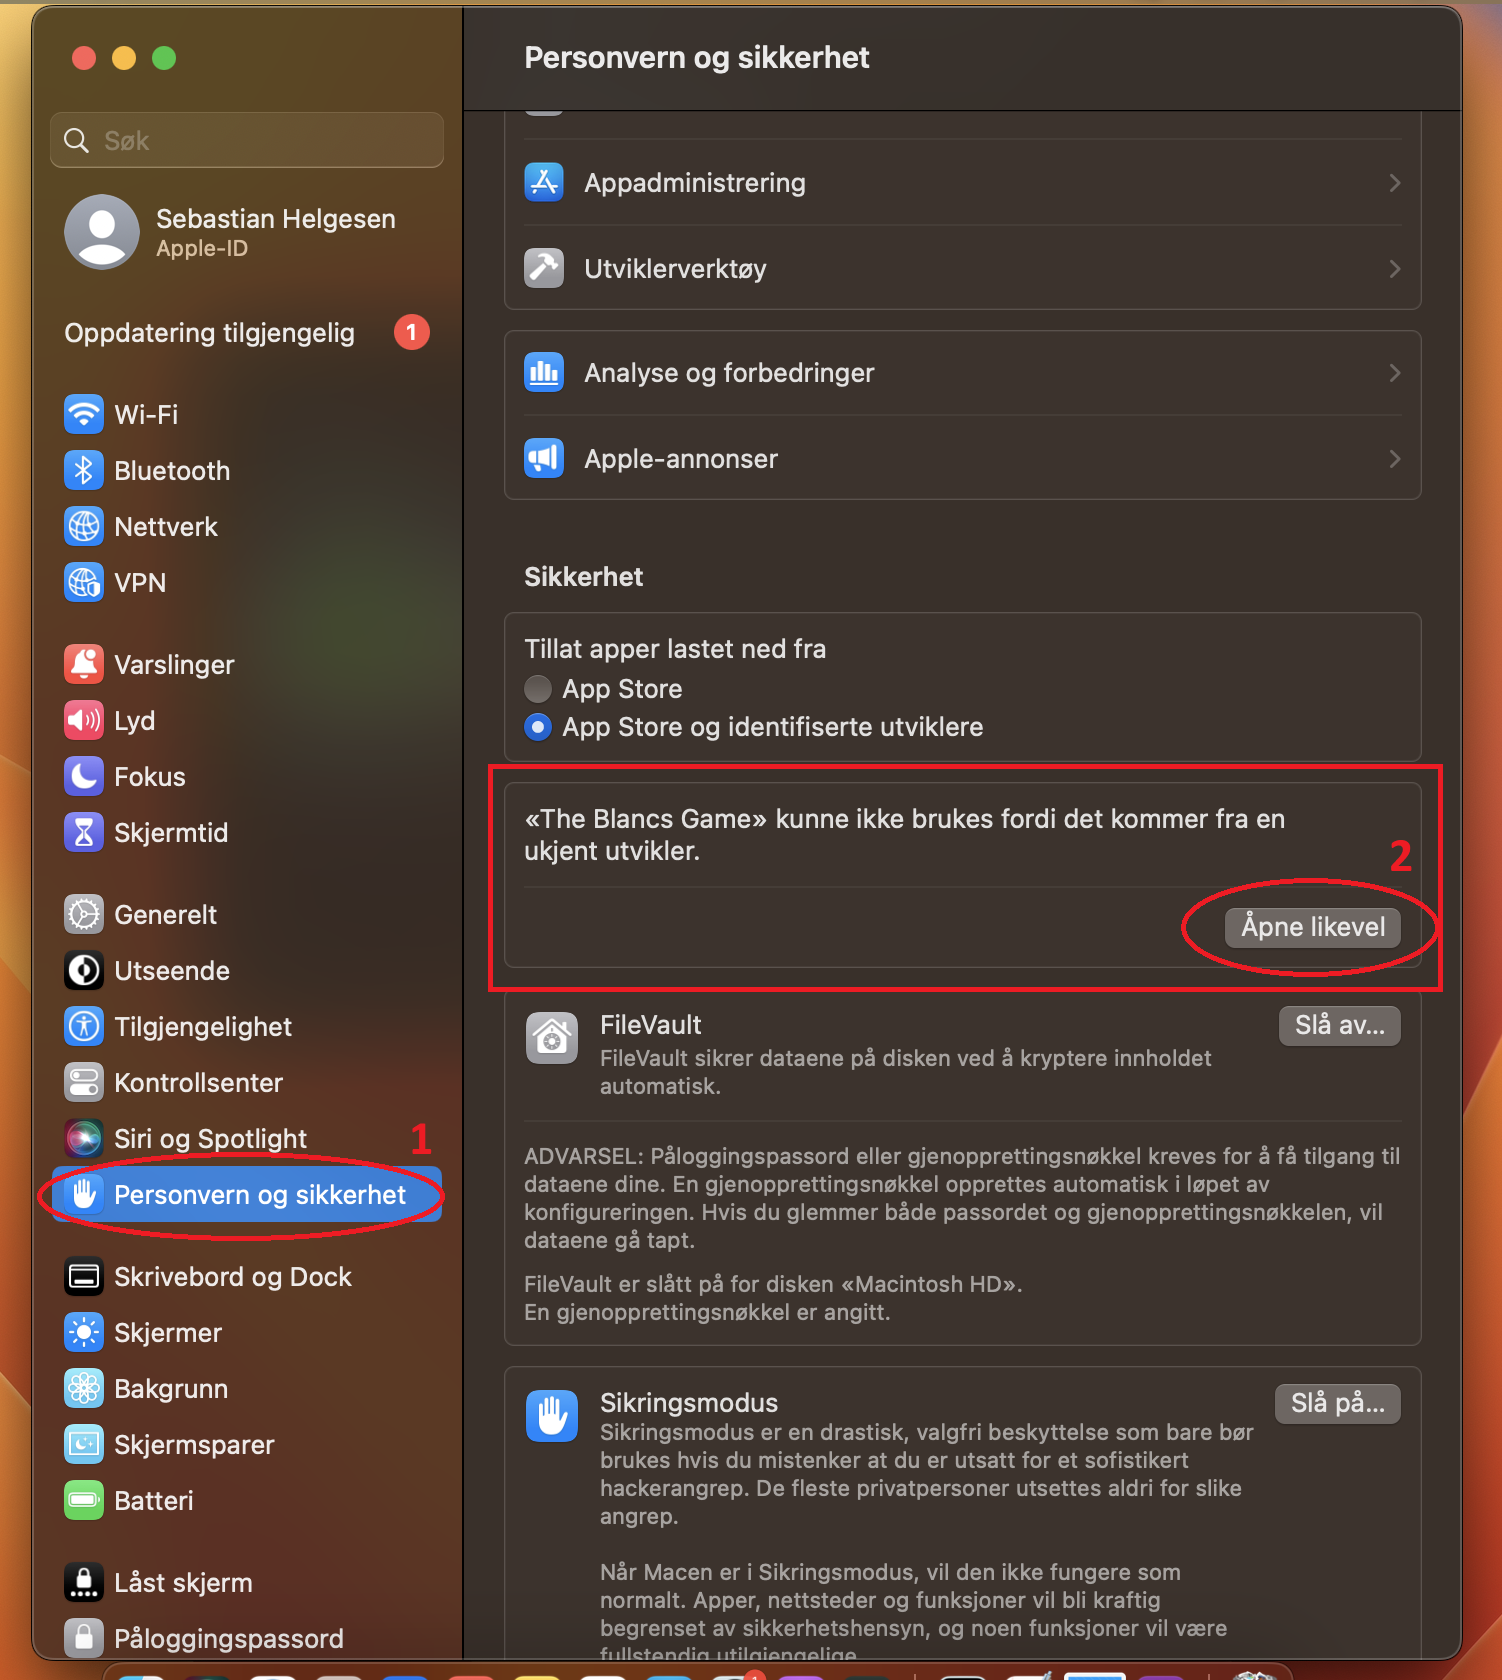 Personvern og sikkerhet
Søk
Sebastian Helgesen
Apple-ID
Oppdatering tilgjengelig 1
Wi-Fi
Bluetooth
Nettverk
VPN
Varslinger
Lyd
Fokus
Skjermtid
Generelt
Utseende
Tilgjengelighet
Kontrollsenter
Siri og Spotlight
1
Personvern og sikkerhet
Skrivebord og Dock
Skjermer
Bakgrunn
Skjermsparer
Batteri
Låst skjerm
Påloggingspassord
Appadministrering
Utviklerverktøy
Analyse og forbedringer
Apple-annonser
Sikkerhet
Tillat apper lastet ned fra
App Store
App Store og identifiserte utviklere
«The Blancs Game» kunne ikke brukes fordi det kommer fra en
ukjent utvikler.
2
Åpne likevel
FileVault
Slå av...
FileVault sikrer dataene på disken ved å kryptere innholdet
automatisk.
ADVARSEL: Påloggingspassord eller gjenopprettingsnøkkel kreves for å få tilgang til
dataene dine. En gjenopprettingsnøkkel opprettes automatisk i løpet av
konfigureringen. Hvis du glemmer både passordet og gjenopprettingsnøkkelen, vil
dataene gå tapt.
FileVault er slått på for disken «Macintosh HD».
En gjenopprettingsnøkkel er angitt.
Sikringsmodus
Slå på...
Sikringsmodus er en drastisk, valgfri beskyttelse som bare bør
brukes hvis du mistenker at du er utsatt for et sofistikert
hackerangrep. De fleste privatpersoner utsettes aldri for slike
angrep.
Når Macen er i Sikringsmodus, vil den ikke fungere som
normalt. Apper, nettsteder og funksjoner vil bli kraftig
begrenset av sikkerhetshensyn, og noen funksjoner vil være
fullstendig utilgjengelige.